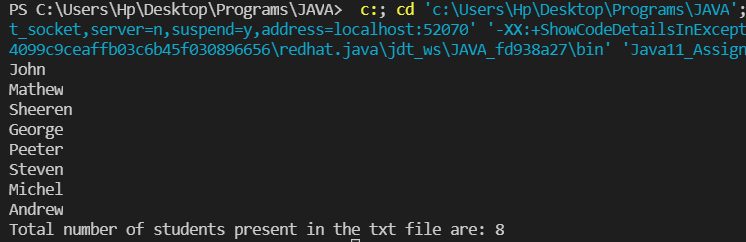 PS C:\Users\Hp\Desktop\Programs\JAVA>  c:; cd 'c:\Users\Hp\Desktop\Programs\JAVA';
t_socket,server=n,suspend=y,address=localhost:52070' '-XX:+ShowCodeDetailsInExcept
4099c9ceaffb03c6b45f030896656\redhat.java\jdt_ws\JAVA_fd938a27\bin' 'Java11_Assign
John
Mathew
Sheeren
George
Peeter
Steven
Michel
Andrew
Total number of students present in the txt file are: 8